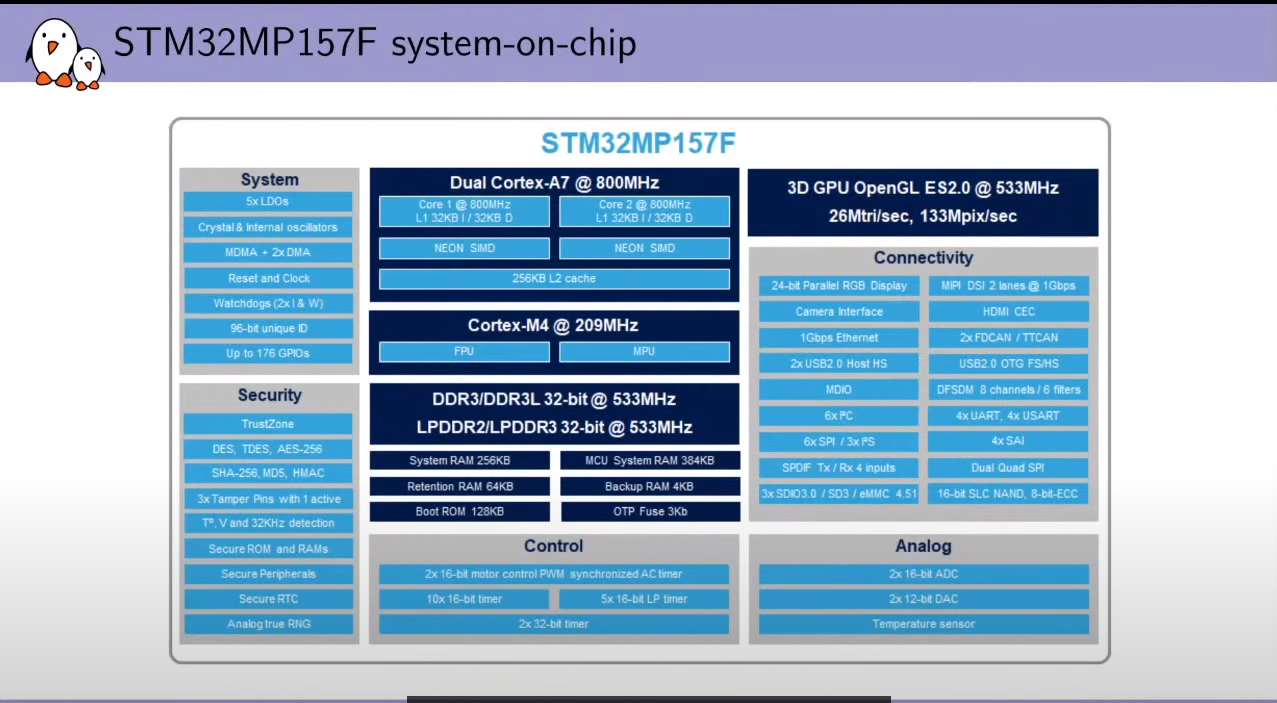 STM32MP157F system-on-chip
STM32MP157F
System
5x LDOs
Crystal & Internal oscillators
MDMA + 2x DMA
Reset and Clock
Watchdogs (2x I & W)
96-bit unique ID
Up to 176 GPIOs
Security
TrustZone
DES, TDES, AES-256
SHA-256, MD5, HMAC
3x Tamper Pins with 1 active
Tº, V and 32KHz detection
Secure ROM and RAMs
Secure Peripherals
Secure RTC
Analog true RNG
Dual Cortex-A7 @ 800MHz
Core 1 @ 800MHz
L1 32KB I / 32KB D
Core 2 @ 800MHz
L1 32KB I / 32KB D
NEON SIMD
NEON SIMD
256KB L2 cache
Cortex-M4 @ 209MHz
FPU
MPU
DDR3/DDR3L 32-bit @ 533MHz
LPDDR2/LPDDR3 32-bit @ 533MHz
System RAM 256KB
MCU System RAM 384KB
Retention RAM 64KB
Backup RAM 4KB
Boot ROM 128KB
OTP Fuse 3Kb
Control
2x 16-bit motor control PWM synchronized AC timer
10x 16-bit timer
5x 16-bit LP timer
2x 32-bit timer
3D GPU OpenGL ES2.0 @ 533MHz
26Mtri/sec, 133Mpix/sec
Connectivity
24-bit Parallel RGB Display
MIPI DSI 2 lanes @ 1Gbps
Camera Interface
HDMI CEC
1Gbps Ethernet
2x FDCAN / TTCAN
2x USB2.0 Host HS
USB2.0 OTG FS/HS
MDIO
DFSDM 8 channels / 6 filters
6x I²C
4x UART, 4x USART
6x SPI / 3x I²S
4x SAI
SPDIF Tx / Rx 4 inputs
Dual Quad SPI
3x SDIO3.0 / SD3 / eMMC 4.51
16-bit SLC NAND, 8-bit-ECC
Analog
2x 16-bit ADC
2x 12-bit DAC
Temperature sensor